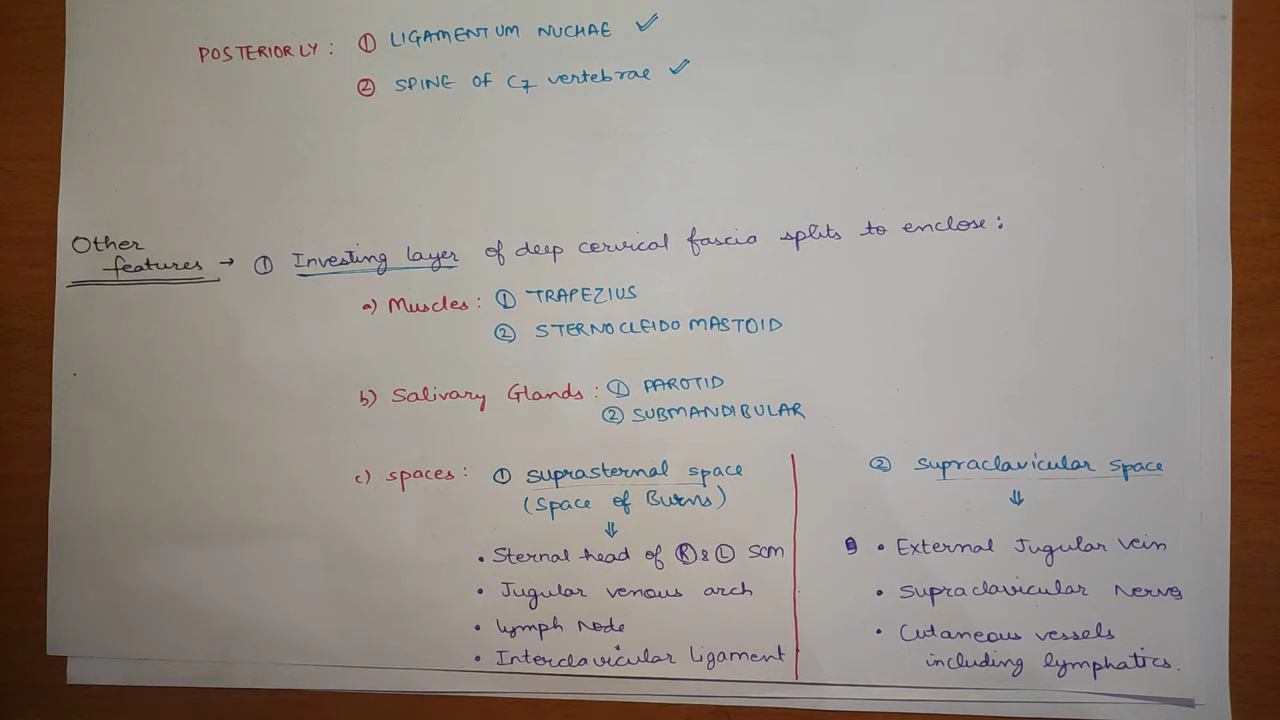 POSTERIORLY: ① LIGAMENTUM NUCHAE ✓
② SPINE OF C7 vertebrae ✓
Other
features → ① Investing layer of deep cervical fascia splits to enclose:
a) Muscles: ① TRAPEZIUS
② STERNOCLEIDO MASTOID
b) Salivary Glands: ① PAROTID
② SUBMANDIBULAR
c) spaces: ① suprasternal space
(Space of Burns)
⇓
• Sternal head of Ⓡ & Ⓛ SCM
• Jugular venous arch
• lymph Node
• Interclavicular ligament
② supraclavicular space
⇓
• External Jugular vein
• supraclavicular Nerves
• Cutaneous vessels
including lymphatics.